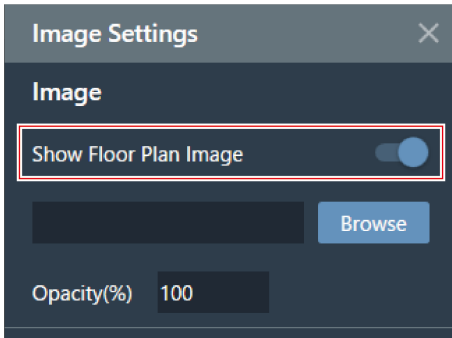 Image Settings
Image
Show Floor Plan Image
Browse
Opacity(%) 100